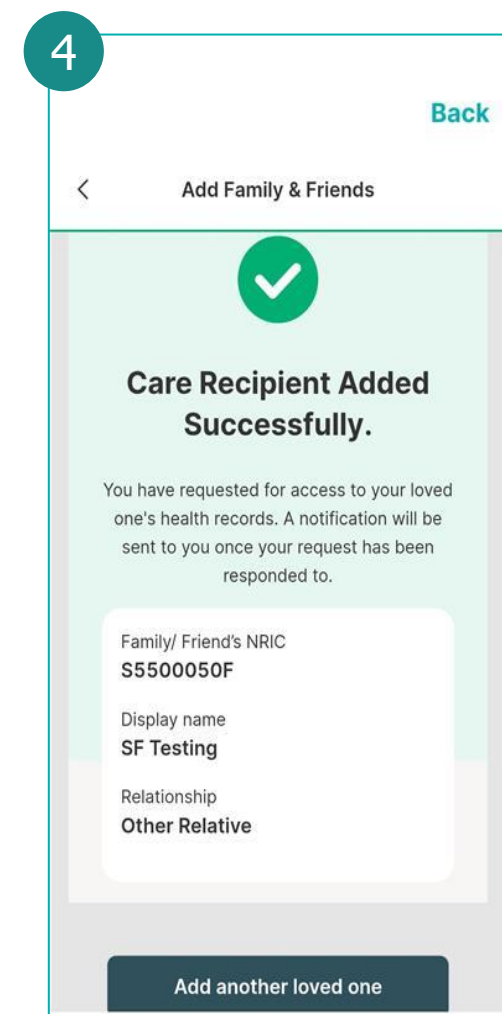 4
Back
Add Family & Friends
Care Recipient Added
Successfully.
You have requested for access to your loved
one's health records. A notification will be
sent to you once your request has been
responded to.
Family/ Friend's NRIC
S5500050F
Display name
SF Testing
Relationship
Other Relative
Add another loved one